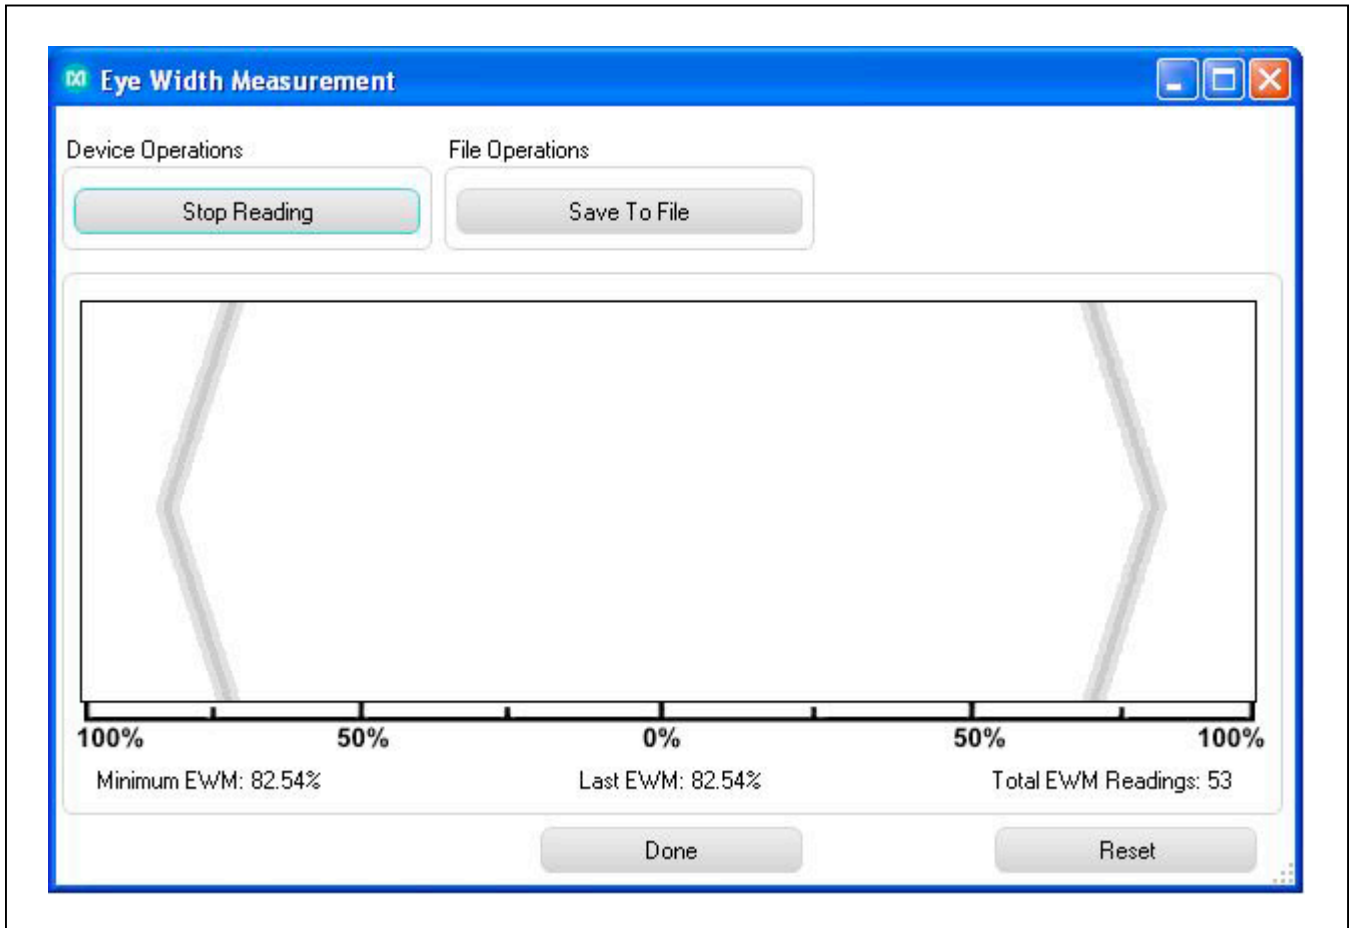 Eye Width Measurement
Device Operations
File Operations
Stop Reading
Save To File
100% 50% 0% 50% 100%
Minimum EWM: 82.54% Last EWM: 82.54% Total EWM Readings: 53
Done
Reset